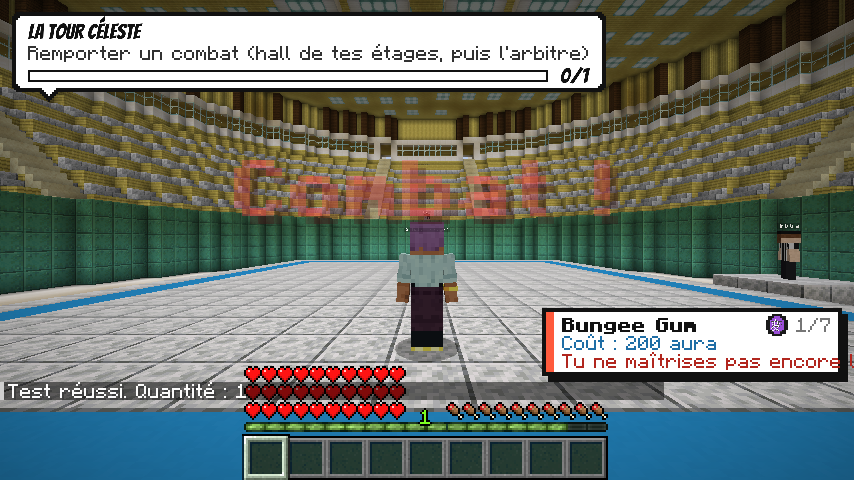 LA TOUR CÉLESTE
Remporter un combat (hall de tes étages, puis l'arbitre)
0/1
Combat !
Bungee Gum
1/7
Coût : 200 aura
Tu ne maîtrises pas encore
Test réussi. Quantité : 1
1